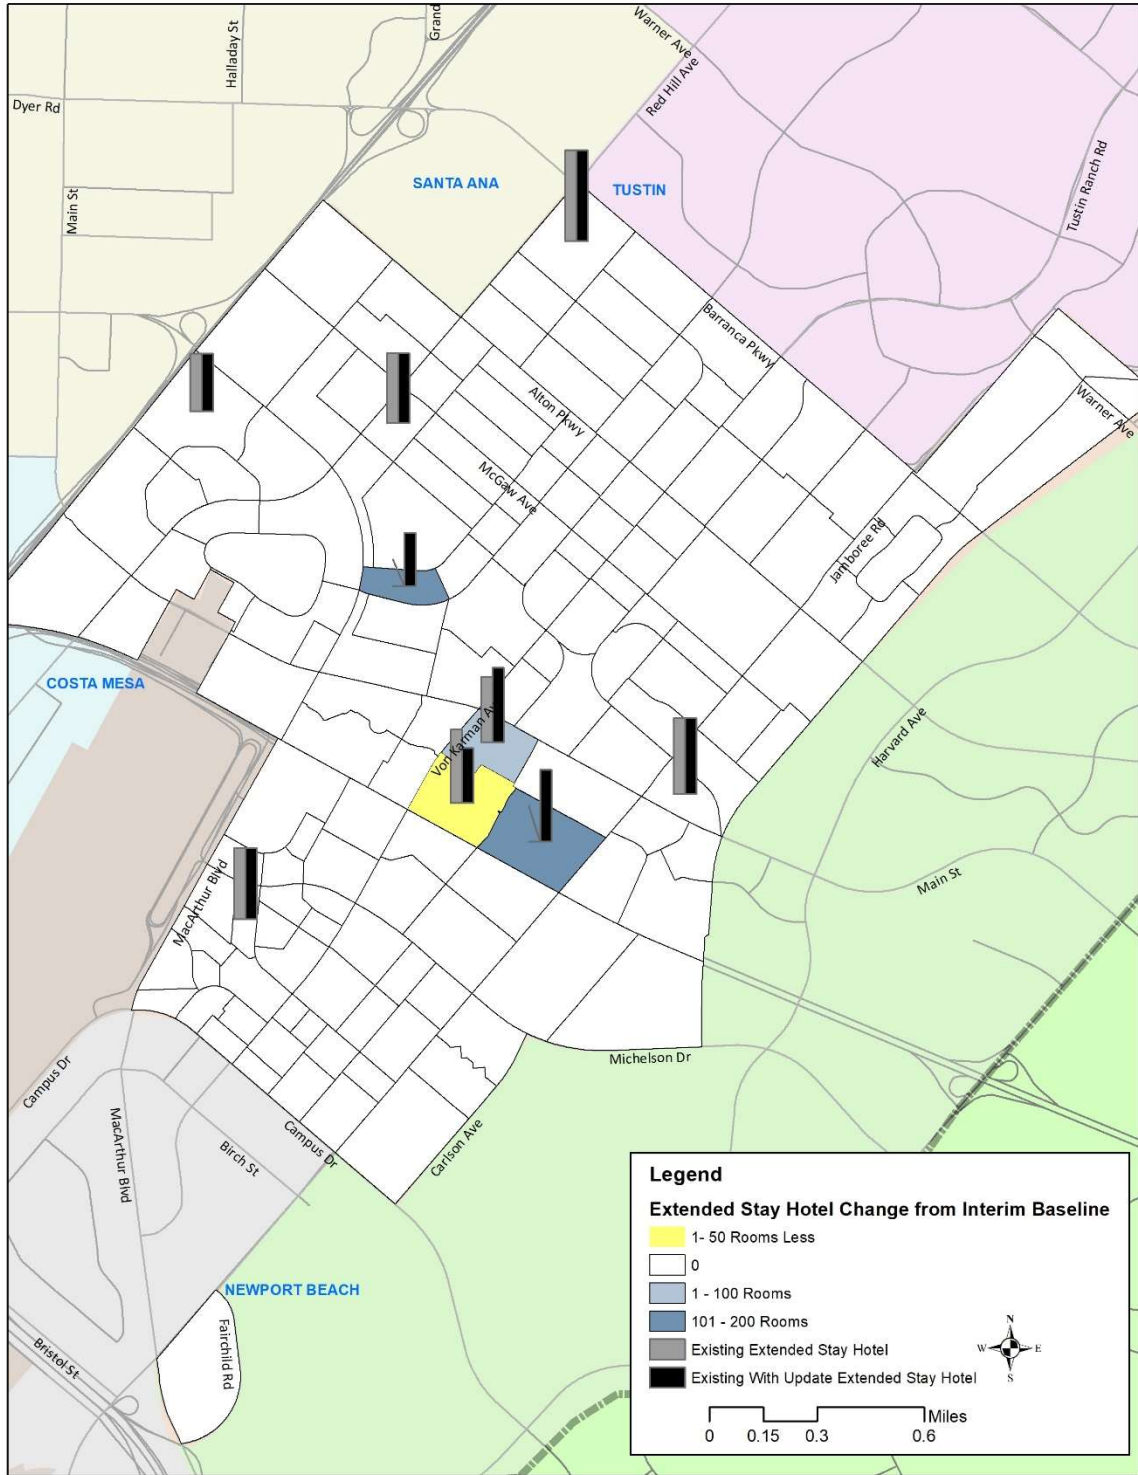 Grand
Halladay St
Warner Ave
Red Hill Ave
Dyer Rd
Main St
SANTA ANA
TUSTIN
Tustin Ranch Rd
Barranca Pkwy
Warner Ave
Alton Pkwy
McGaw Ave
Jamboree Rd
COSTA MESA
Von Karman Av
Harvard Ave
MacArthur Blvd
Main St
Michelson Dr
Campus Dr
MacArthur Blvd
Birch St
Campus Dr
Carlson Ave
NEWPORT BEACH
Fairchild Rd
Bristol St
Legend
Extended Stay Hotel Change from Interim Baseline
1- 50 Rooms Less
0
1 - 100 Rooms
101 - 200 Rooms
Existing Extended Stay Hotel
Existing With Update Extended Stay Hotel
N
W E
S
Miles
0 0.15 0.3 0.6